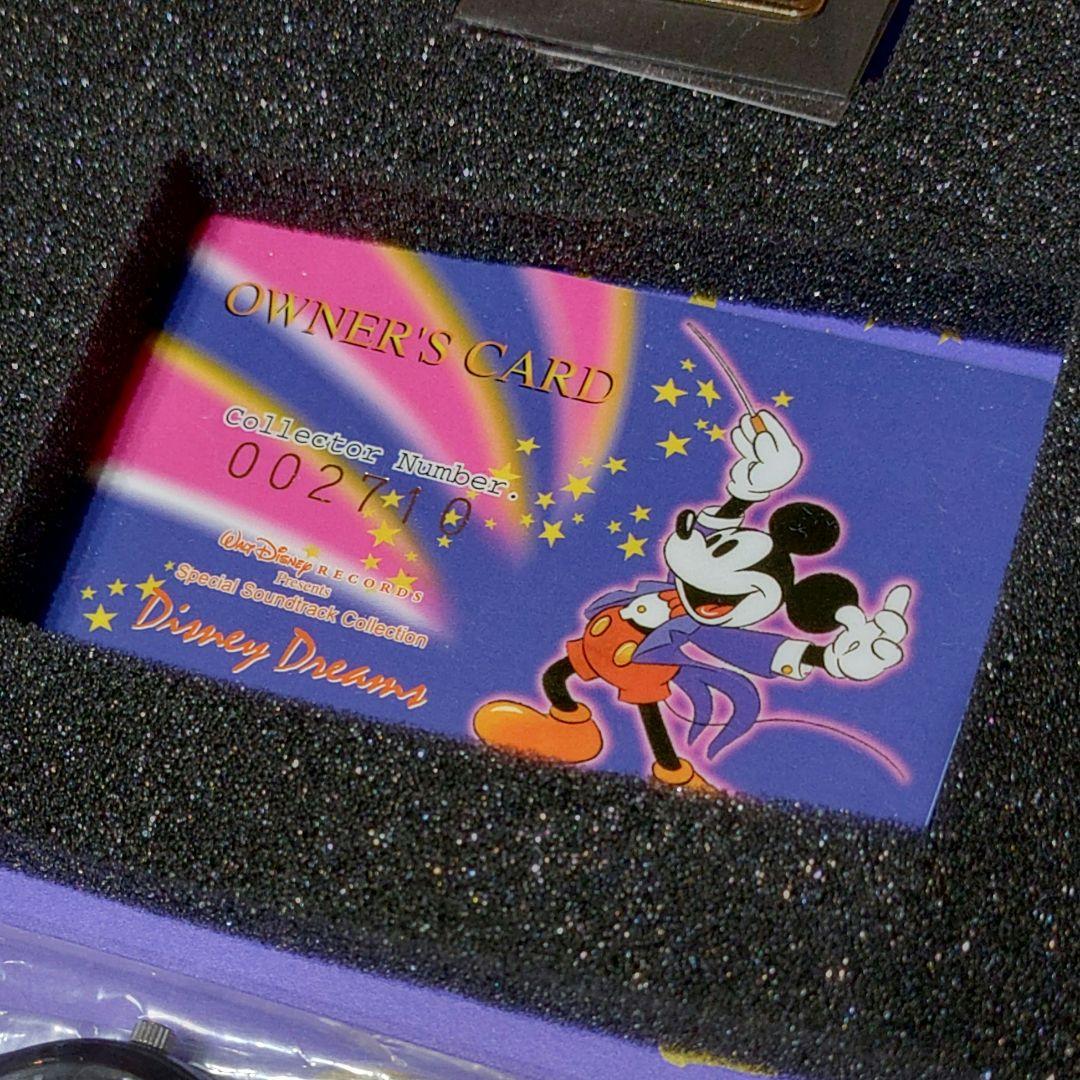 OWNER'S CARD
Collector Number.
002710
WALT DISNEY RECORDS
Presents
Special Soundtrack Collection
Disney Dreams